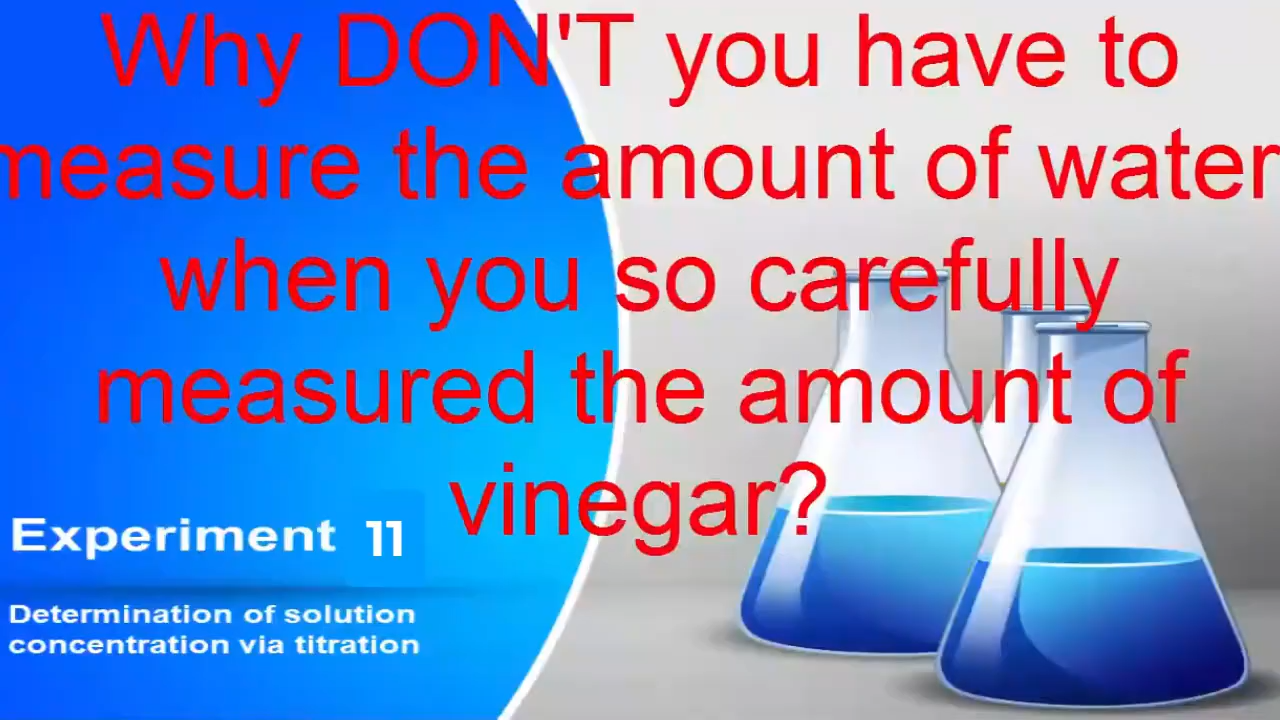 Why DON'T you have to
measure the amount of water
when you so carefully
measured the amount of
vinegar?
Experiment 11
Determination of solution
concentration via titration